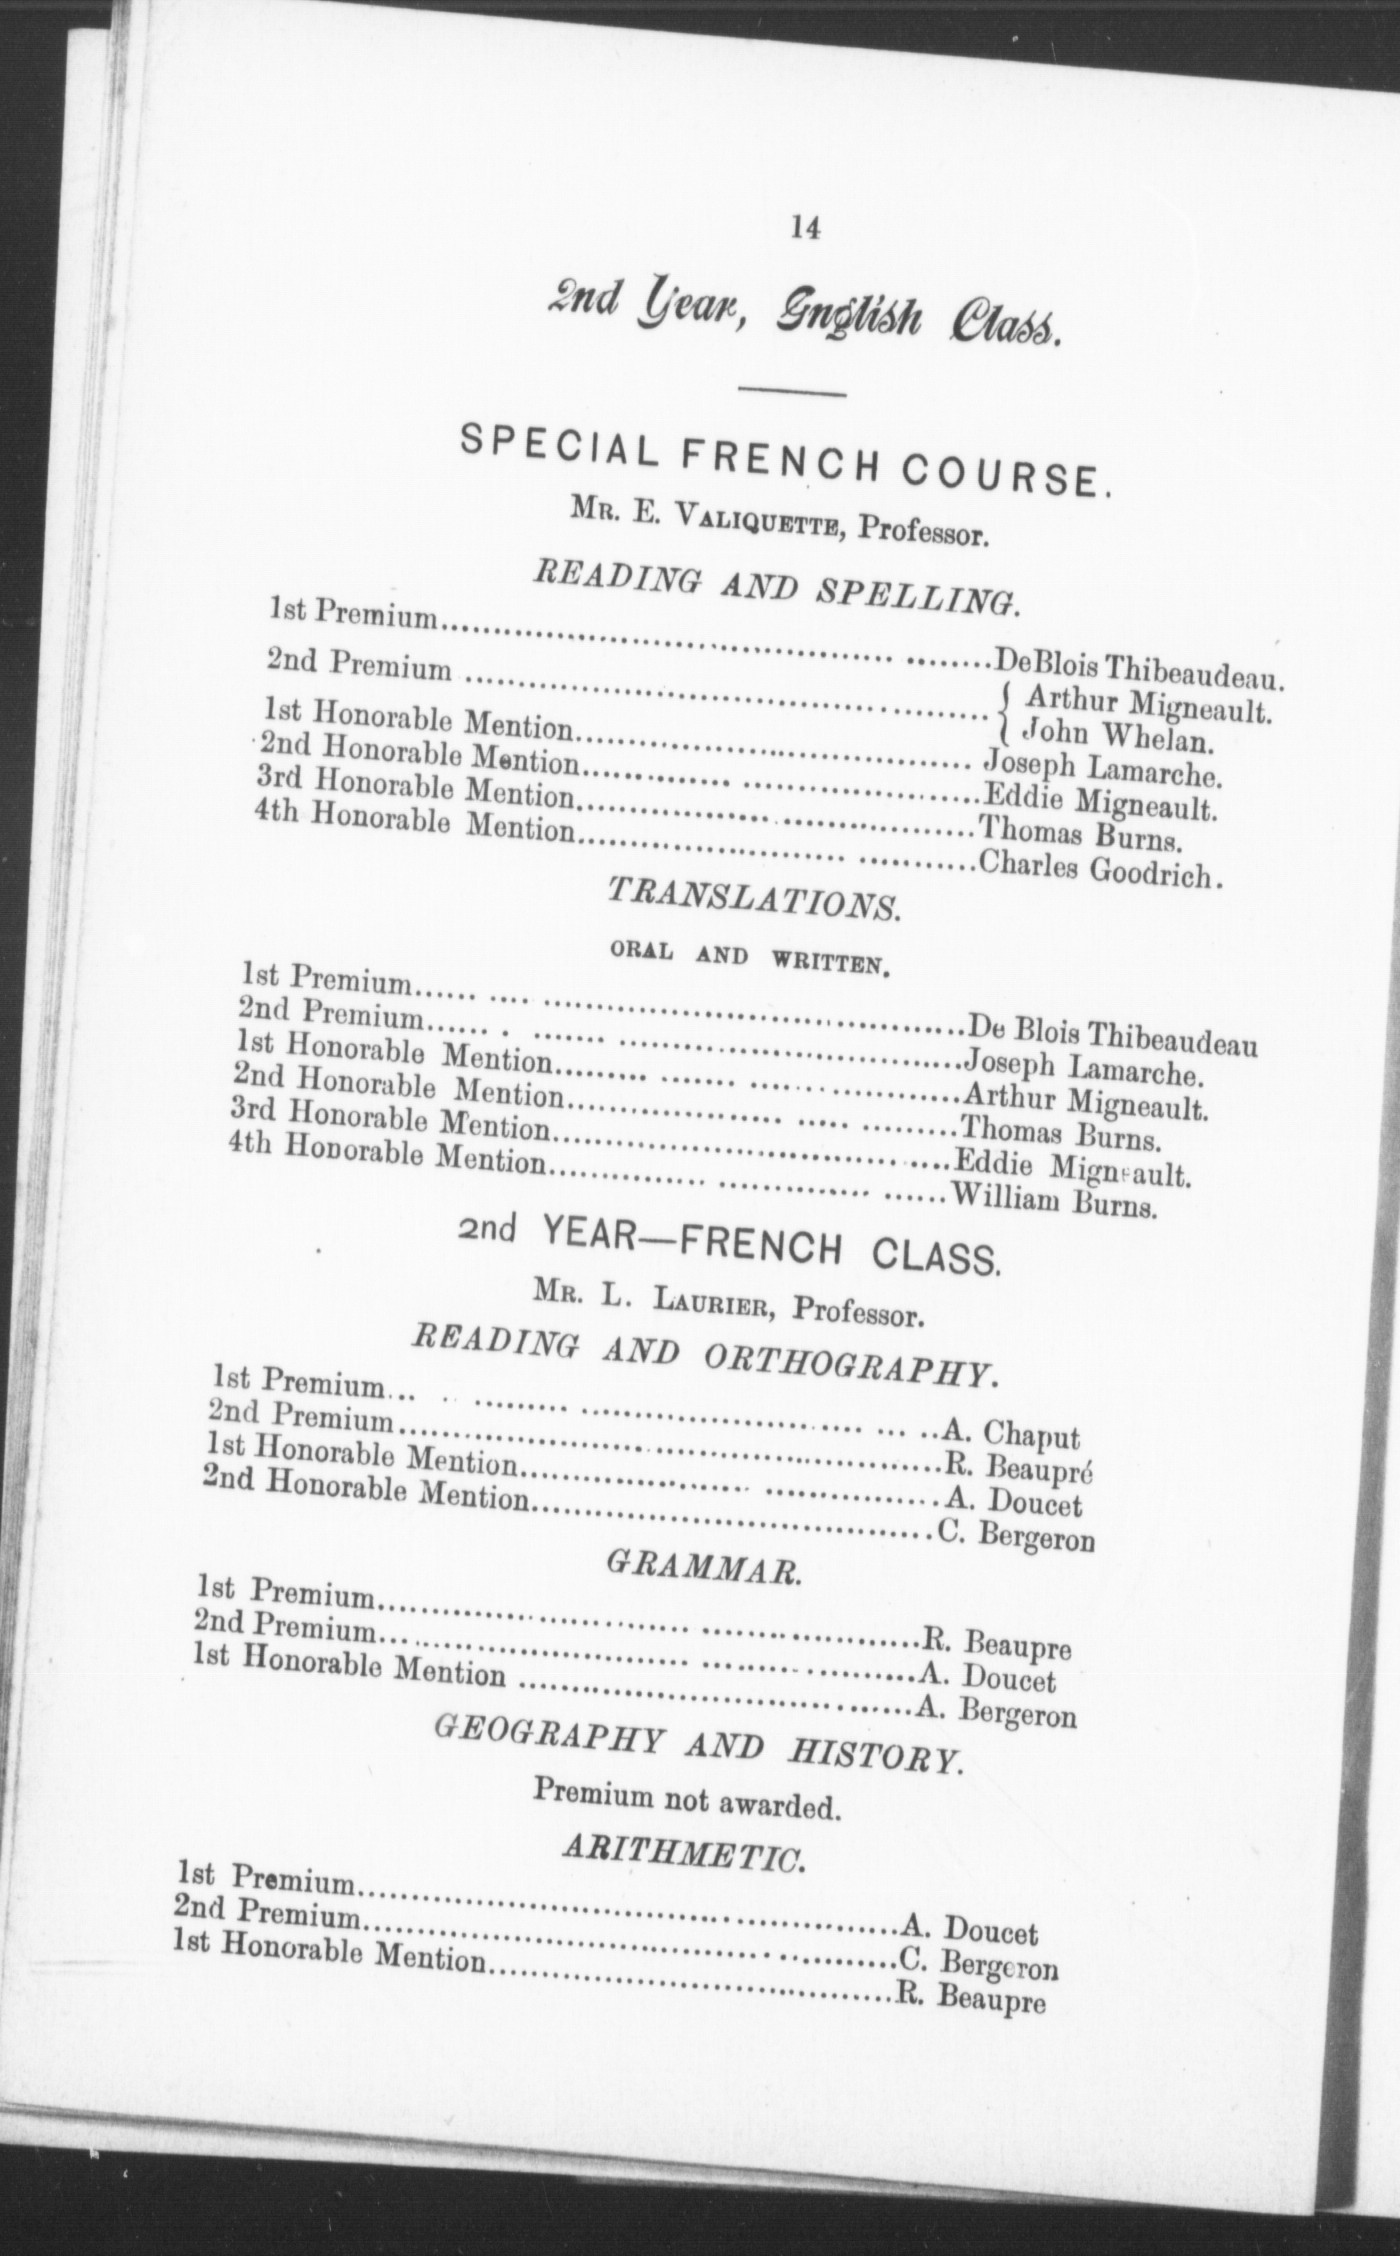 14
2nd Year, English Class.
SPECIAL FRENCH COURSE.
MR. E. VALIQUETTE, Professor.
READING AND SPELLING.
1st Premium.................................................DeBlois Thibeaudeau.
2nd Premium.................................................{ Arthur Migneault.
{ John Whelan.
1st Honorable Mention.....................................Joseph Lamarche.
2nd Honorable Mention.....................................Eddie Migneault.
3rd Honorable Mention.....................................Thomas Burns.
4th Honorable Mention.....................................Charles Goodrich.
TRANSLATIONS.
ORAL AND WRITTEN.
1st Premium.................................................De Blois Thibeaudeau
2nd Premium.................................................Joseph Lamarche.
1st Honorable Mention.....................................Arthur Migneault.
2nd Honorable Mention.....................................Thomas Burns.
3rd Honorable Mention.....................................Eddie Migneault.
4th Honorable Mention.....................................William Burns.
2nd YEAR—FRENCH CLASS.
MR. L. LAURIER, Professor.
READING AND ORTHOGRAPHY.
1st Premium.................................................A. Chaput
2nd Premium.................................................R. Beaupré
1st Honorable Mention.....................................A. Doucet
2nd Honorable Mention.....................................C. Bergeron
GRAMMAR.
1st Premium.................................................R. Beaupre
2nd Premium.................................................A. Doucet
1st Honorable Mention.....................................A. Bergeron
GEOGRAPHY AND HISTORY.
Premium not awarded.
ARITHMETIC.
1st Premium.................................................A. Doucet
2nd Premium.................................................C. Bergeron
1st Honorable Mention.....................................R. Beaupre